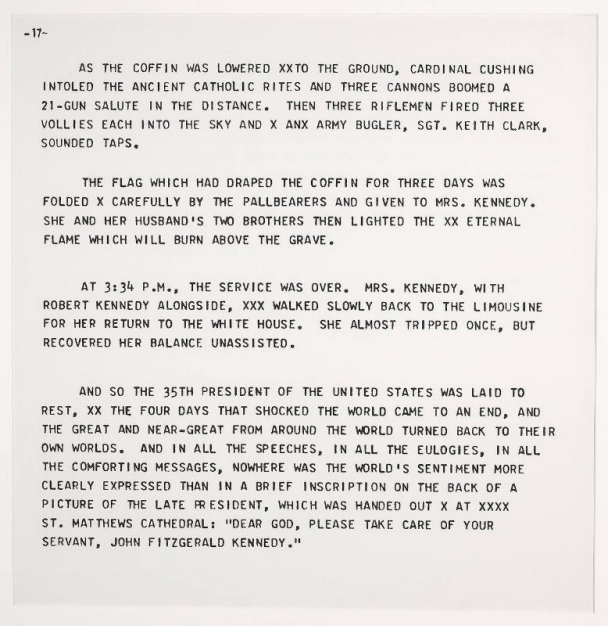 -17-
AS THE COFFIN WAS LOWERED XXTO THE GROUND, CARDINAL CUSHING
INTOLED THE ANCIENT CATHOLIC RITES AND THREE CANNONS BOOMED A
21-GUN SALUTE IN THE DISTANCE. THEN THREE RIFLEMEN FIRED THREE
VOLLIES EACH INTO THE SKY AND X ANX ARMY BUGLER, SGT. KEITH CLARK,
SOUNDED TAPS.
THE FLAG WHICH HAD DRAPED THE COFFIN FOR THREE DAYS WAS
FOLDED X CAREFULLY BY THE PALLBEARERS AND GIVEN TO MRS. KENNEDY.
SHE AND HER HUSBAND'S TWO BROTHERS THEN LIGHTED THE XX ETERNAL
FLAME WHICH WILL BURN ABOVE THE GRAVE.
AT 3:34 P.M., THE SERVICE WAS OVER. MRS. KENNEDY, WITH
ROBERT KENNEDY ALONGSIDE, XXX WALKED SLOWLY BACK TO THE LIMOUSINE
FOR HER RETURN TO THE WHITE HOUSE. SHE ALMOST TRIPPED ONCE, BUT
RECOVERED HER BALANCE UNASSISTED.
AND SO THE 35TH PRESIDENT OF THE UNITED STATES WAS LAID TO
REST, XX THE FOUR DAYS THAT SHOCKED THE WORLD CAME TO AN END, AND
THE GREAT AND NEAR-GREAT FROM AROUND THE WORLD TURNED BACK TO THEIR
OWN WORLDS. AND IN ALL THE SPEECHES, IN ALL THE EULOGIES, IN ALL
THE COMFORTING MESSAGES, NOWHERE WAS THE WORLD'S SENTIMENT MORE
CLEARLY EXPRESSED THAN IN A BRIEF INSCRIPTION ON THE BACK OF A
PICTURE OF THE LATE PRESIDENT, WHICH WAS HANDED OUT X AT XXXX
ST. MATTHEWS CATHEDRAL: "DEAR GOD, PLEASE TAKE CARE OF YOUR
SERVANT, JOHN FITZGERALD KENNEDY."